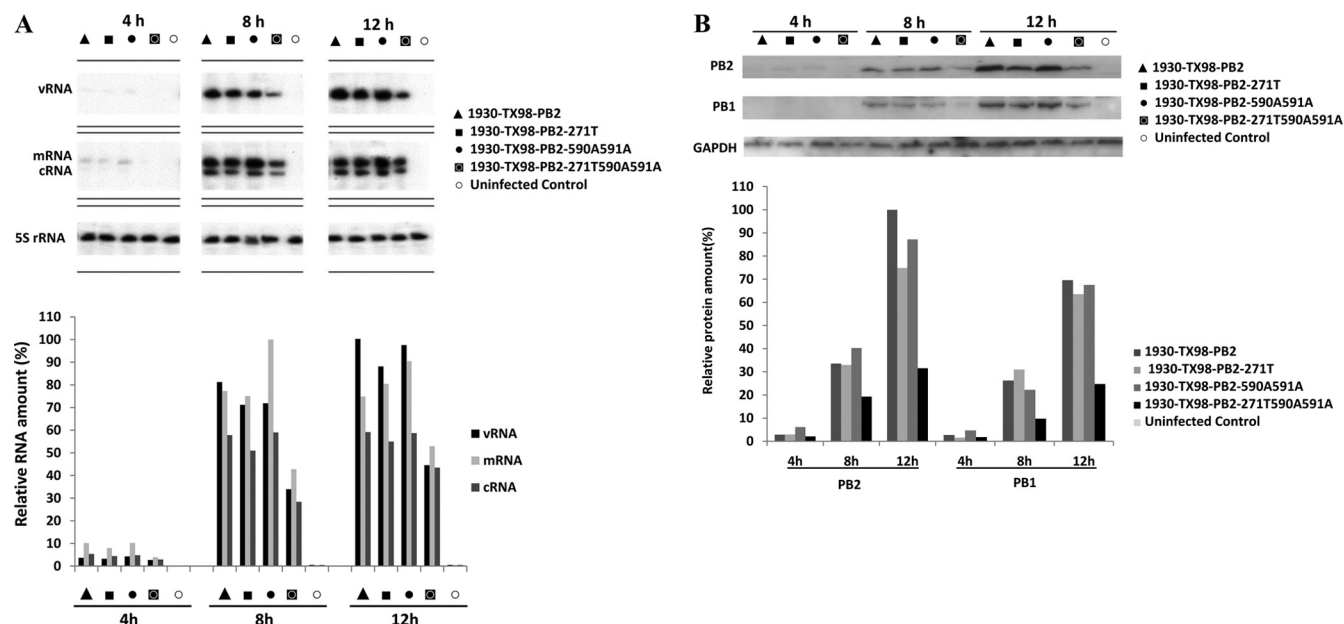 A
4 h 8 h 12 h
vRNA
mRNA
cRNA
5S rRNA
1930-TX98-PB2
1930-TX98-PB2-271T
1930-TX98-PB2-590A591A
1930-TX98-PB2-271T590A591A
Uninfected Control
Relative RNA amount (%)
110
100
90
80
70
60
50
40
30
20
10
0
vRNA
mRNA
cRNA
4h 8h 12h
B
4 h 8 h 12 h
PB2
PB1
GAPDH
1930-TX98-PB2
1930-TX98-PB2-271T
1930-TX98-PB2-590A591A
1930-TX98-PB2-271T590A591A
Uninfected Control
Relative protein amount(%)
110
100
90
80
70
60
50
40
30
20
10
0
4h 8h 12h 4h 8h 12h
PB2 PB1
1930-TX98-PB2
1930-TX98-PB2-271T
1930-TX98-PB2-590A591A
1930-TX98-PB2-271T590A591A
Uninfected Control